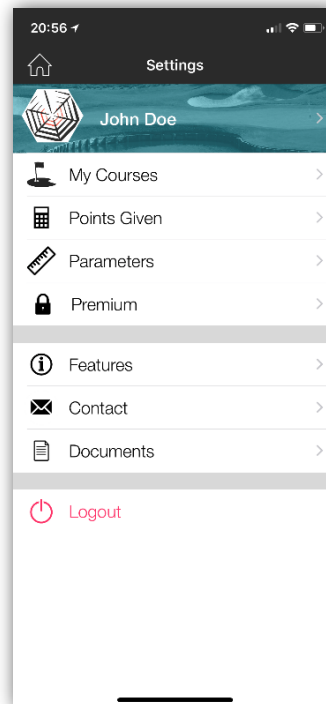 20:56
Settings
John Doe
My Courses
Points Given
Parameters
Premium
Features
Contact
Documents
Logout